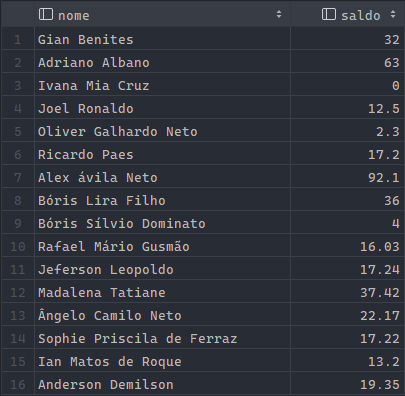 nome saldo
1 Gian Benites 32
2 Adriano Albano 63
3 Ivana Mia Cruz 0
4 Joel Ronaldo 12.5
5 Oliver Galhardo Neto 2.3
6 Ricardo Paes 17.2
7 Alex ávila Neto 92.1
8 Bóris Lira Filho 36
9 Bóris Sílvio Dominato 4
10 Rafael Mário Gusmão 16.03
11 Jeferson Leopoldo 17.24
12 Madalena Tatiane 37.42
13 Ângelo Camilo Neto 22.17
14 Sophie Priscila de Ferraz 17.22
15 Ian Matos de Roque 13.2
16 Anderson Demilson 19.35